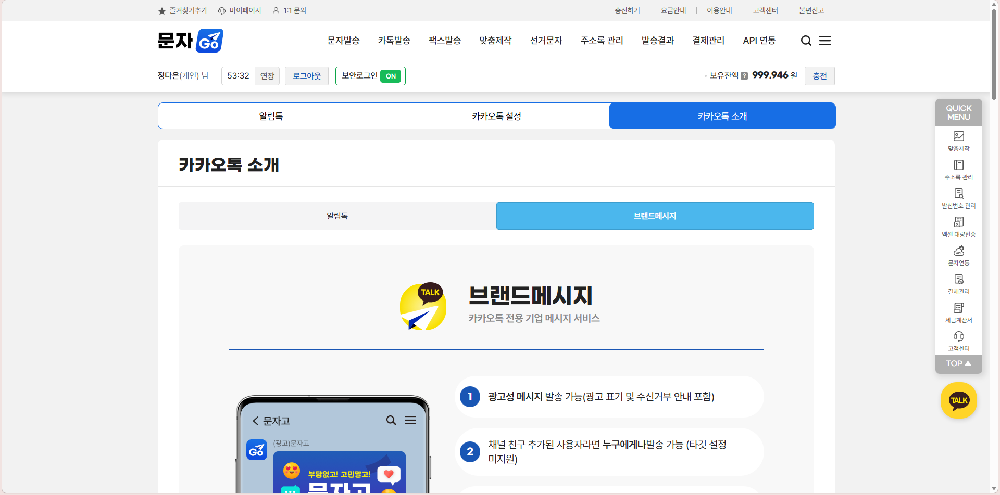 즐겨찾기추가 마이페이지 1:1 문의 충전하기 요금안내 이용안내 고객센터 불편신고
문자 Go 문자발송 카톡발송 팩스발송 맞춤제작 선거문자 주소록 관리 발송결과 결제관리 API 연동
정다은(개인) 님 53:32 연장 로그아웃 보안로그인 ON 보유잔액 ? 999,946 원 충전
알림톡 카카오톡 설정 카카오톡 소개
카카오톡 소개
알림톡 브랜드메시지
TALK
브랜드메시지
카카오톡 전용 기업 메시지 서비스
1 광고성 메시지 발송 가능(광고 표기 및 수신거부 안내 포함)
2 채널 친구 추가된 사용자라면 누구에게나발송 가능 (타깃 설정
미지원)
문자고
Go (광고)문자고
부담없고! 고민말고!
문자고
QUICK
MENU
맞춤제작
주소록 관리
발신번호 관리
엑셀 대량전송
API
문자연동
결제관리
세금계산서
고객센터
TOP
TALK